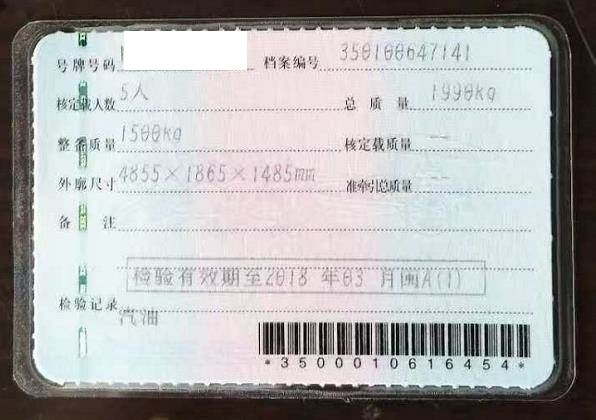 号牌号码 档案编号 350100647141
核定载人数 5人 总质量 1990kg
整备质量 1500kg 核定载质量 --
外廓尺寸 4855×1865×1485mm 准牵引总质量 --
备注
检验有效期至2018 年03 月闽A(1)
检验记录
汽油
*3500010616454*